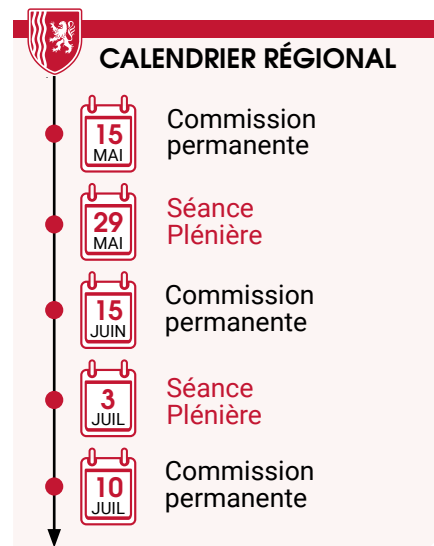 CALENDRIER RÉGIONAL
15
MAI
Commission
permanente
29
MAI
Séance
Plénière
15
JUIN
Commission
permanente
3
JUIL
Séance
Plénière
10
JUIL
Commission
permanente